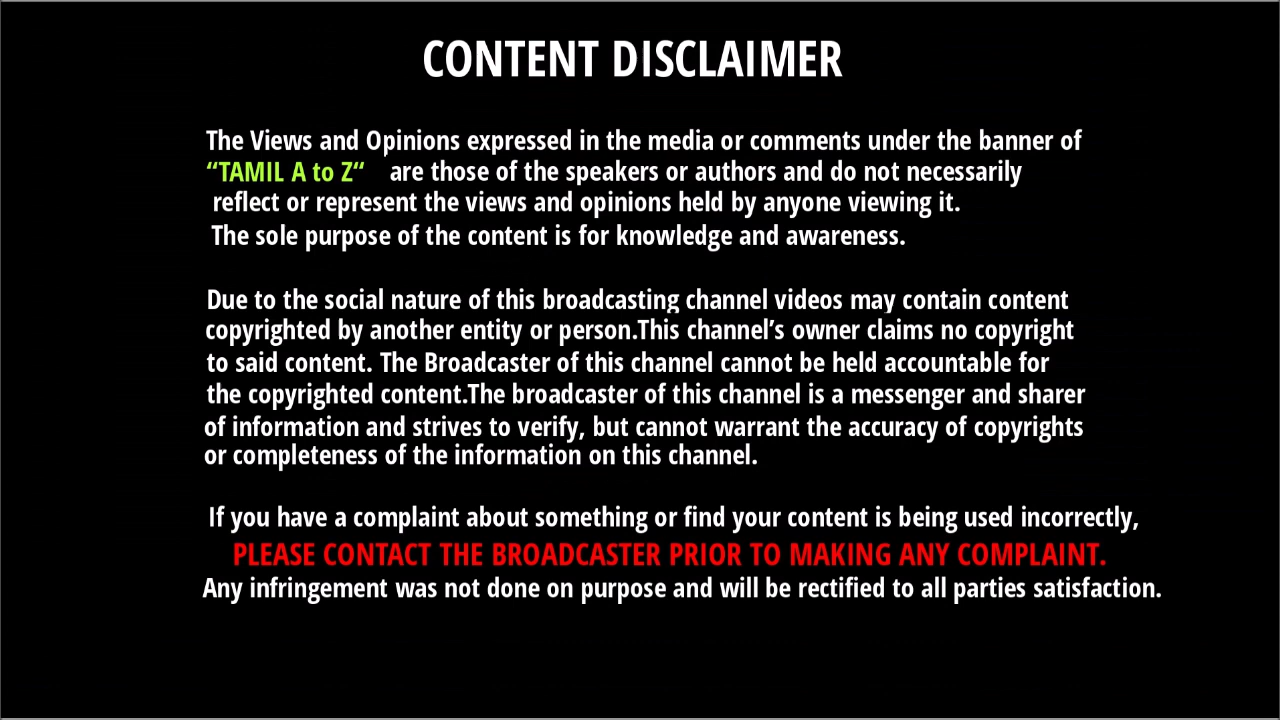 CONTENT DISCLAIMER
The Views and Opinions expressed in the media or comments under the banner of
“TAMIL A to Z“ are those of the speakers or authors and do not necessarily
reflect or represent the views and opinions held by anyone viewing it.
The sole purpose of the content is for knowledge and awareness.
Due to the social nature of this broadcasting channel videos may contain content
copyrighted by another entity or person.This channel’s owner claims no copyright
to said content. The Broadcaster of this channel cannot be held accountable for
the copyrighted content.The broadcaster of this channel is a messenger and sharer
of information and strives to verify, but cannot warrant the accuracy of copyrights
or completeness of the information on this channel.
If you have a complaint about something or find your content is being used incorrectly,
PLEASE CONTACT THE BROADCASTER PRIOR TO MAKING ANY COMPLAINT.
Any infringement was not done on purpose and will be rectified to all parties satisfaction.